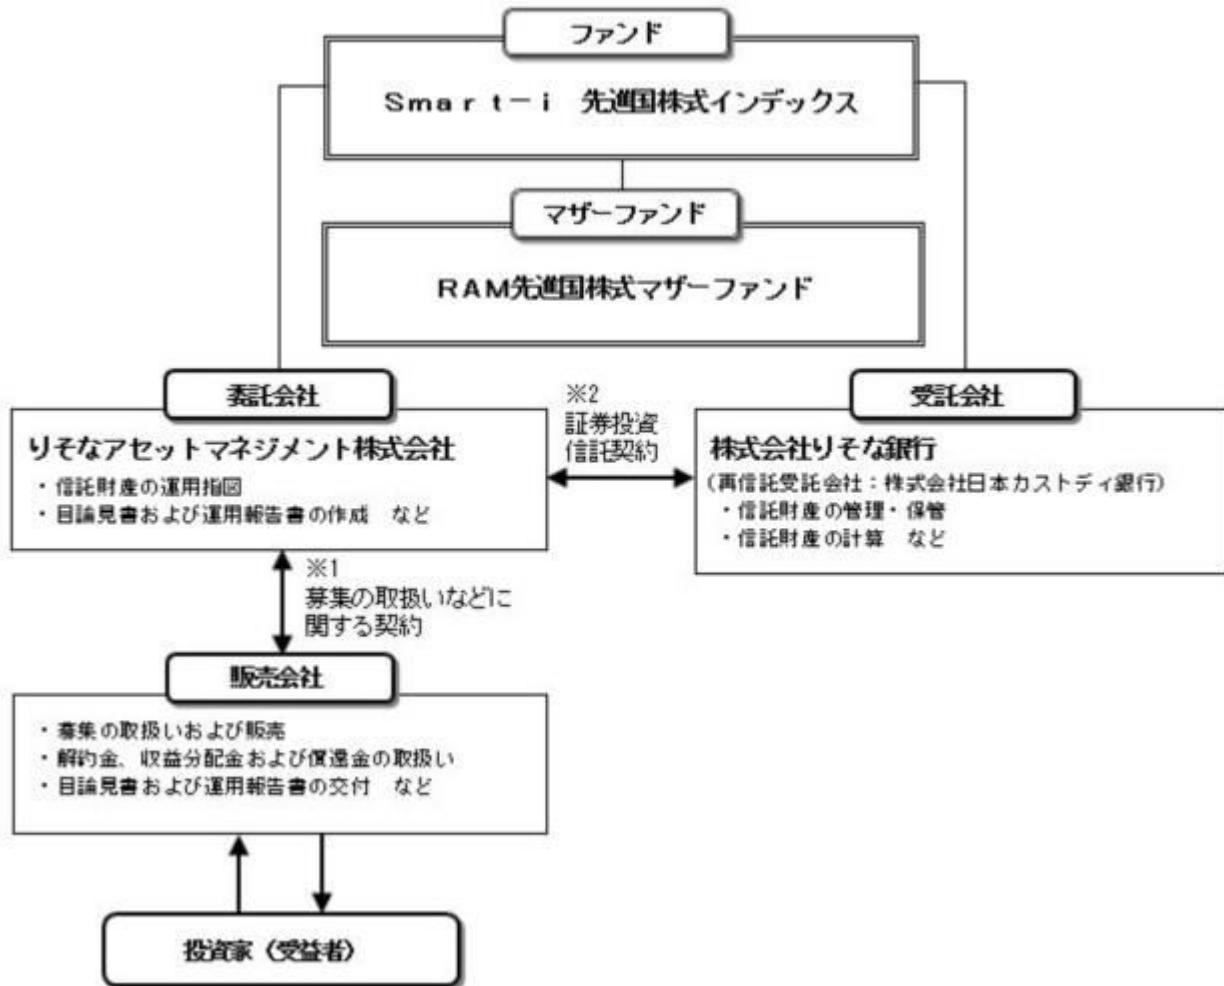 ファンド
Ｓｍａｒｔ－ｉ　先進国株式インデックス
マザーファンド
ＲＡＭ先進国株式マザーファンド
委託会社
りそなアセットマネジメント株式会社
・信託財産の運用指図
・目論見書および運用報告書の作成　など
※2
証券投資
信託契約
受託会社
株式会社りそな銀行
（再信託受託会社：株式会社日本カストディ銀行）
・信託財産の管理・保管
・信託財産の計算　など
※1
募集の取扱いなどに
関する契約
販売会社
・募集の取扱いおよび販売
・解約金、収益分配金および償還金の取扱い
・目論見書および運用報告書の交付　など
投資家（受益者）